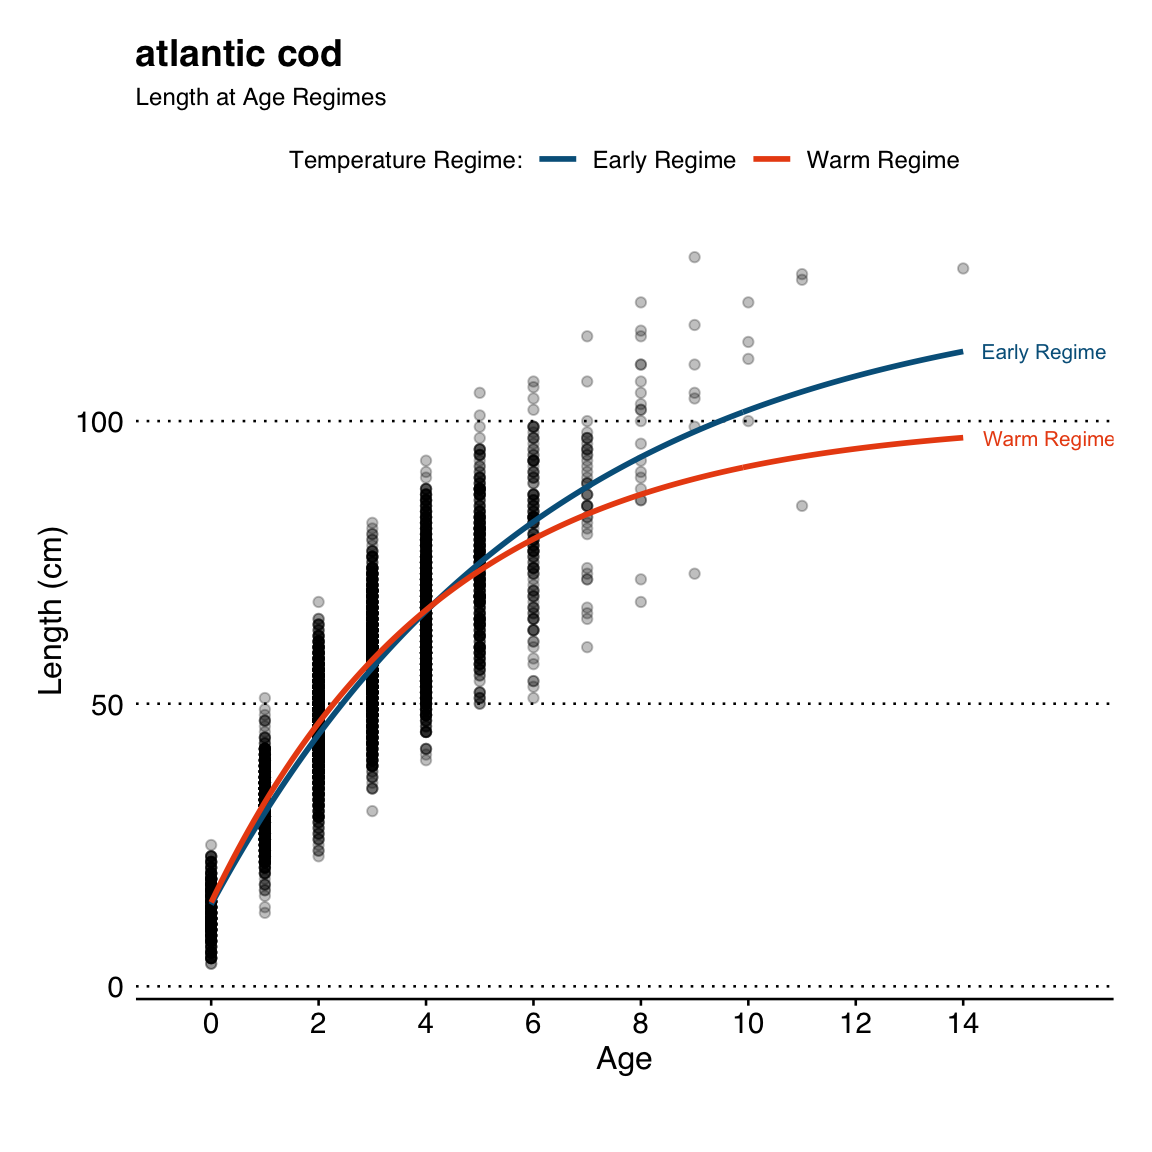 atlantic cod
Length at Age Regimes
Temperature Regime: Early Regime Warm Regime
Early Regime
100
Warm Regime
Length (cm)
50
0
0 2 4 6 8 10 12 14
Age